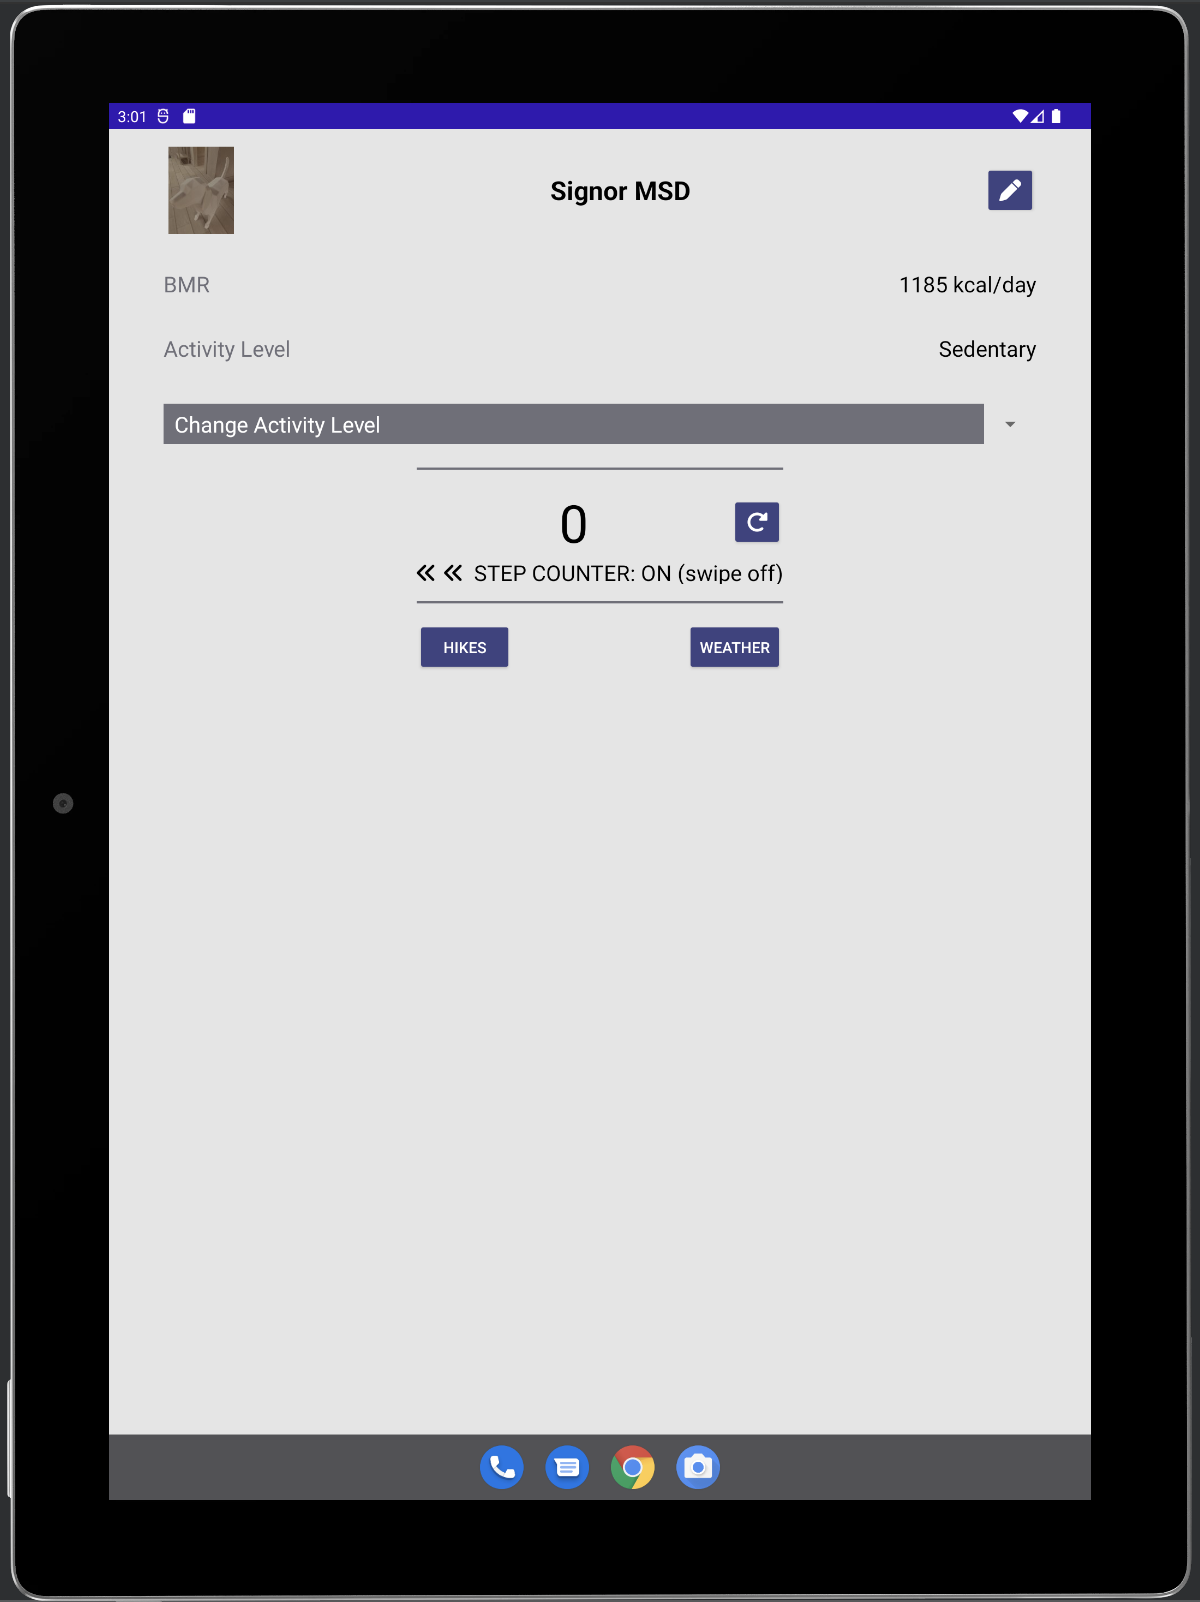 3:01
Signor MSD
BMR 1185 kcal/day
Activity Level Sedentary
Change Activity Level
0
STEP COUNTER: ON (swipe off)
HIKES WEATHER